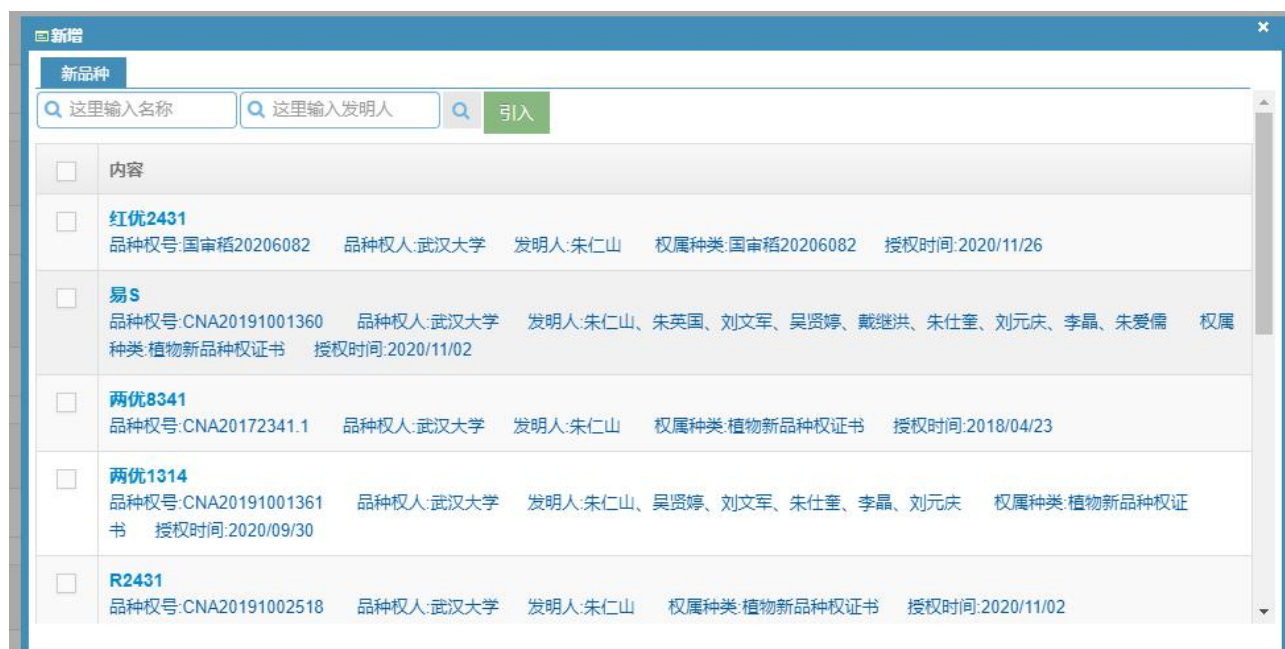 新增
新品种
这里输入名称 这里输入发明人 引入
内容
红优2431
品种权号:国审稻20206082 品种权人:武汉大学 发明人:朱仁山 权属种类:国审稻20206082 授权时间:2020/11/26
易S
品种权号:CNA20191001360 品种权人:武汉大学 发明人:朱仁山、朱英国、刘文军、吴贤婷、戴继洪、朱仕奎、刘元庆、李晶、朱爱儒 权属
种类:植物新品种权证书 授权时间:2020/11/02
两优8341
品种权号:CNA20172341.1 品种权人:武汉大学 发明人:朱仁山 权属种类:植物新品种权证书 授权时间:2018/04/23
两优1314
品种权号:CNA20191001361 品种权人:武汉大学 发明人:朱仁山、吴贤婷、刘文军、朱仕奎、李晶、刘元庆 权属种类:植物新品种权证
书 授权时间:2020/09/30
R2431
品种权号:CNA20191002518 品种权人:武汉大学 发明人:朱仁山 权属种类:植物新品种权证书 授权时间:2020/11/02